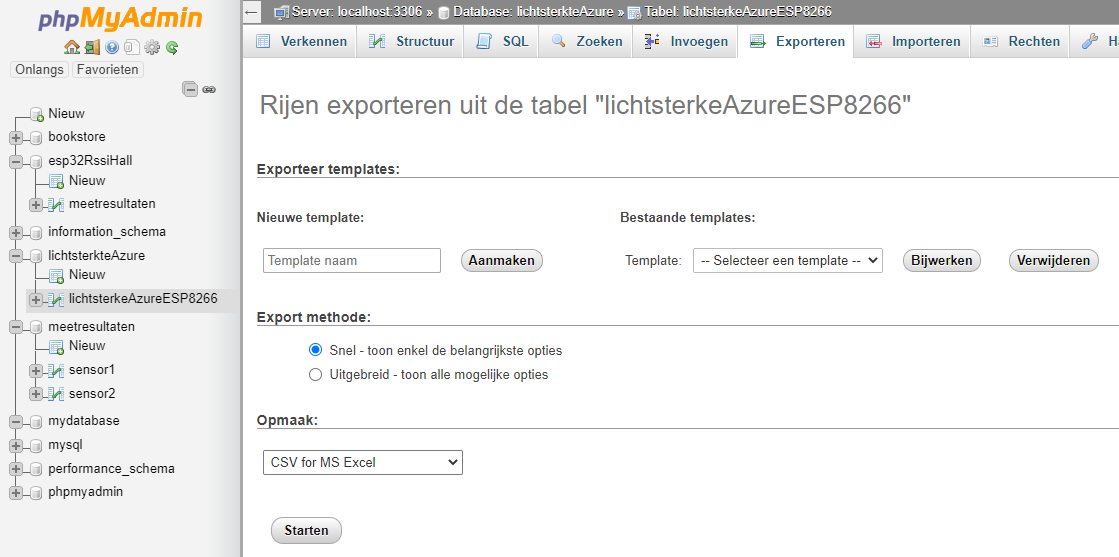 phpMyAdmin
Onlangs Favorieten
Nieuw
bookstore
esp32RssiHall
Nieuw
meetresultaten
information_schema
lichtsterkteAzure
Nieuw
lichtsterkeAzureESP8266
meetresultaten
Nieuw
sensor1
sensor2
mydatabase
mysql
performance_schema
phpmyadmin
Server: localhost:3306 » Database: lichtsterkteAzure » Tabel: lichtsterkeAzureESP8266
Verkennen Structuur SQL Zoeken Invoegen Exporteren Importeren Rechten
Rijen exporteren uit de tabel "lichtsterkeAzureESP8266"
Exporteer templates:
Nieuwe template: Bestaande templates:
Template naam Aanmaken Template: -- Selecteer een template -- Bijwerken Verwijderen
Export methode:
Snel - toon enkel de belangrijkste opties
Uitgebreid - toon alle mogelijke opties
Opmaak:
CSV for MS Excel
Starten